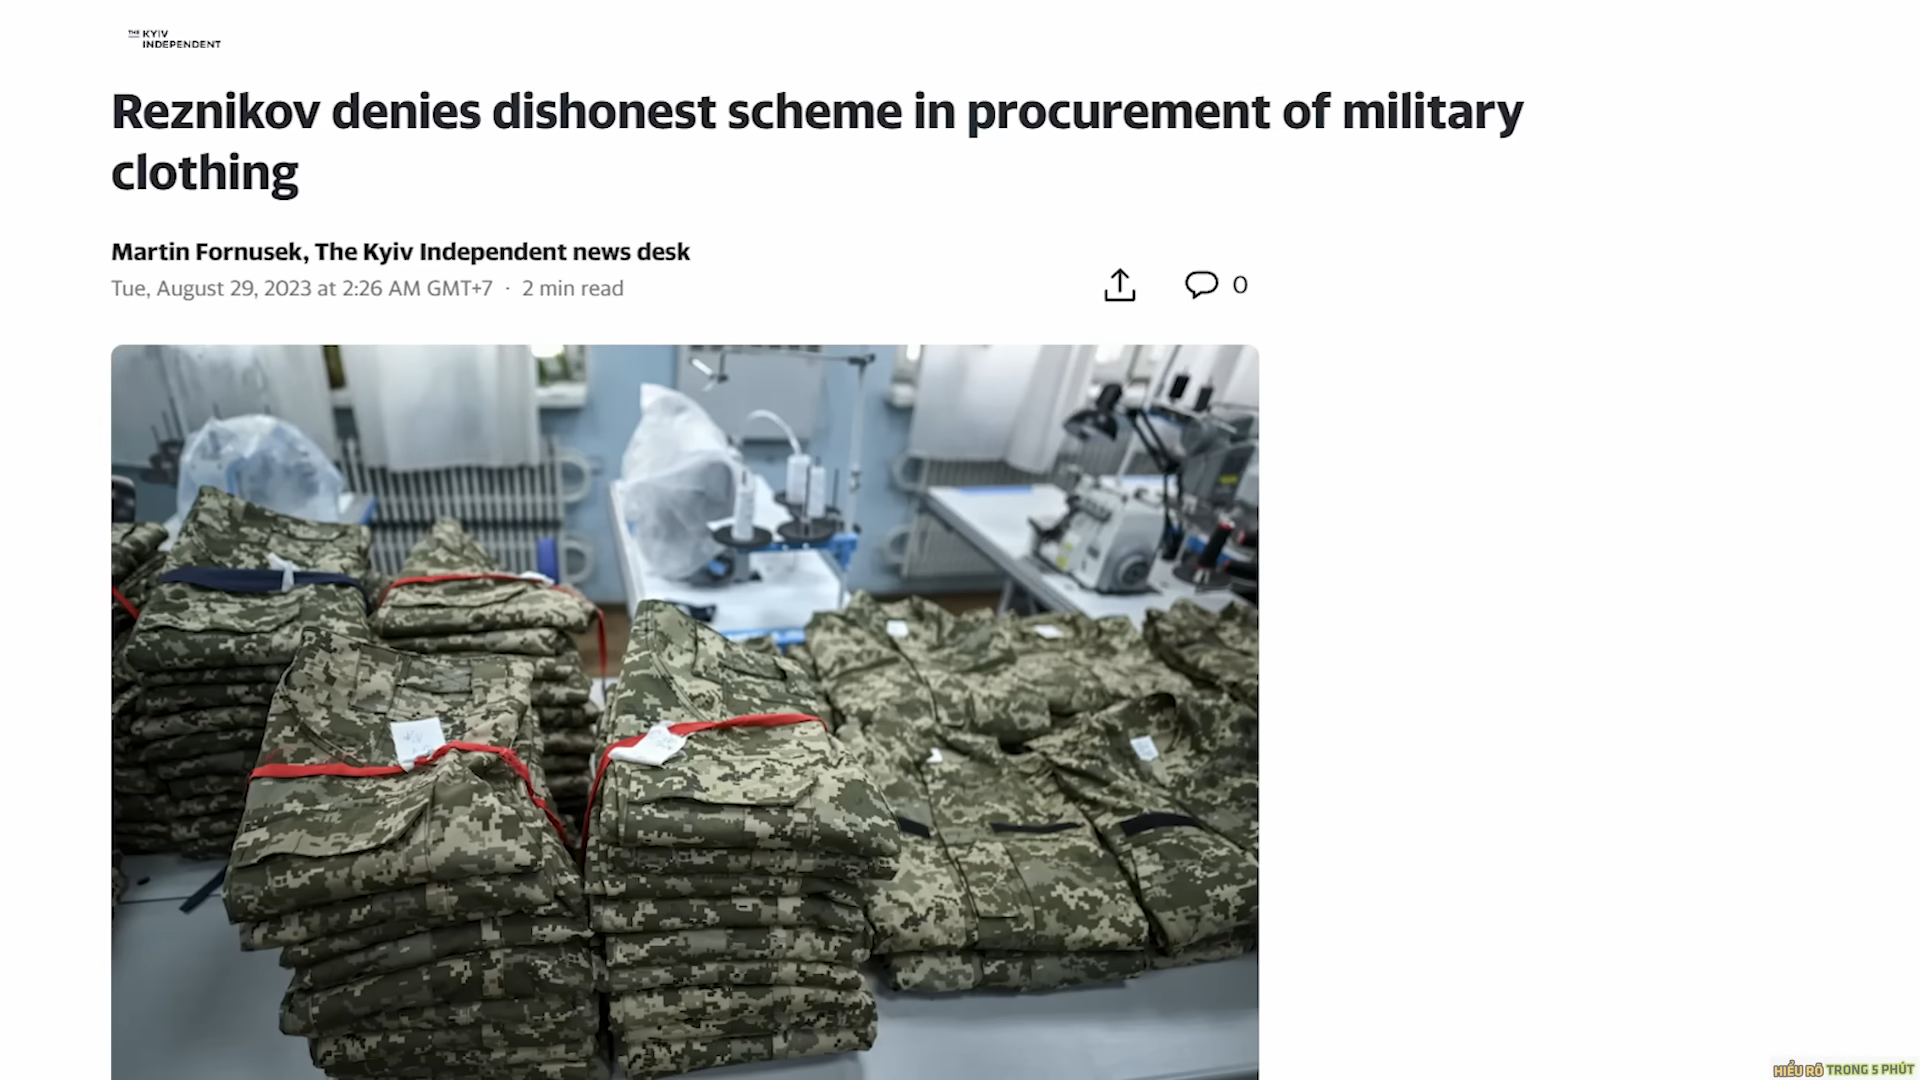 THE KYIV
INDEPENDENT
Reznikov denies dishonest scheme in procurement of military
clothing
Martin Fornusek, The Kyiv Independent news desk
Tue, August 29, 2023 at 2:26 AM GMT+7 · 2 min read
0
HIỂU RÕ TRONG 5 PHÚT